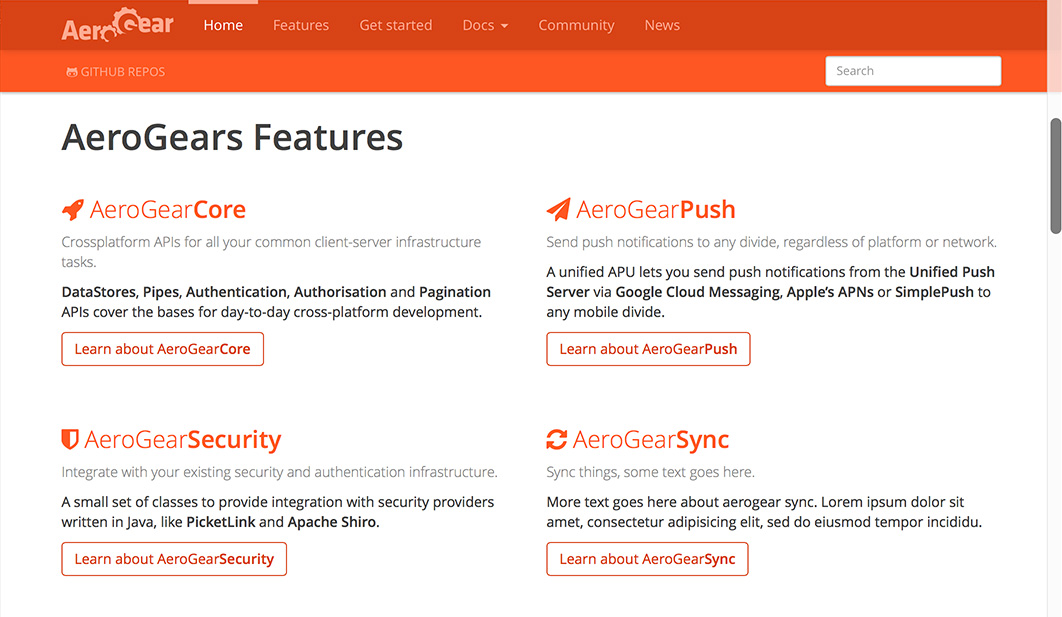 AeroGear Home Features Get started Docs Community News
GITHUB REPOS Search
AeroGears Features
AeroGearCore
Crossplatform APIs for all your common client-server infrastructure
tasks.
DataStores, Pipes, Authentication, Authorisation and Pagination
APIs cover the bases for day-to-day cross-platform development.
Learn about AeroGearCore
AeroGearPush
Send push notifications to any divide, regardless of platform or network.
A unified APU lets you send push notifications from the Unified Push
Server via Google Cloud Messaging, Apple’s APNs or SimplePush to
any mobile divide.
Learn about AeroGearPush
AeroGearSecurity
Integrate with your existing security and authentication infrastructure.
A small set of classes to provide integration with security providers
written in Java, like PicketLink and Apache Shiro.
Learn about AeroGearSecurity
AeroGearSync
Sync things, some text goes here.
More text goes here about aerogear sync. Lorem ipsum dolor sit
amet, consectetur adipisicing elit, sed do eiusmod tempor incididu.
Learn about AeroGearSync